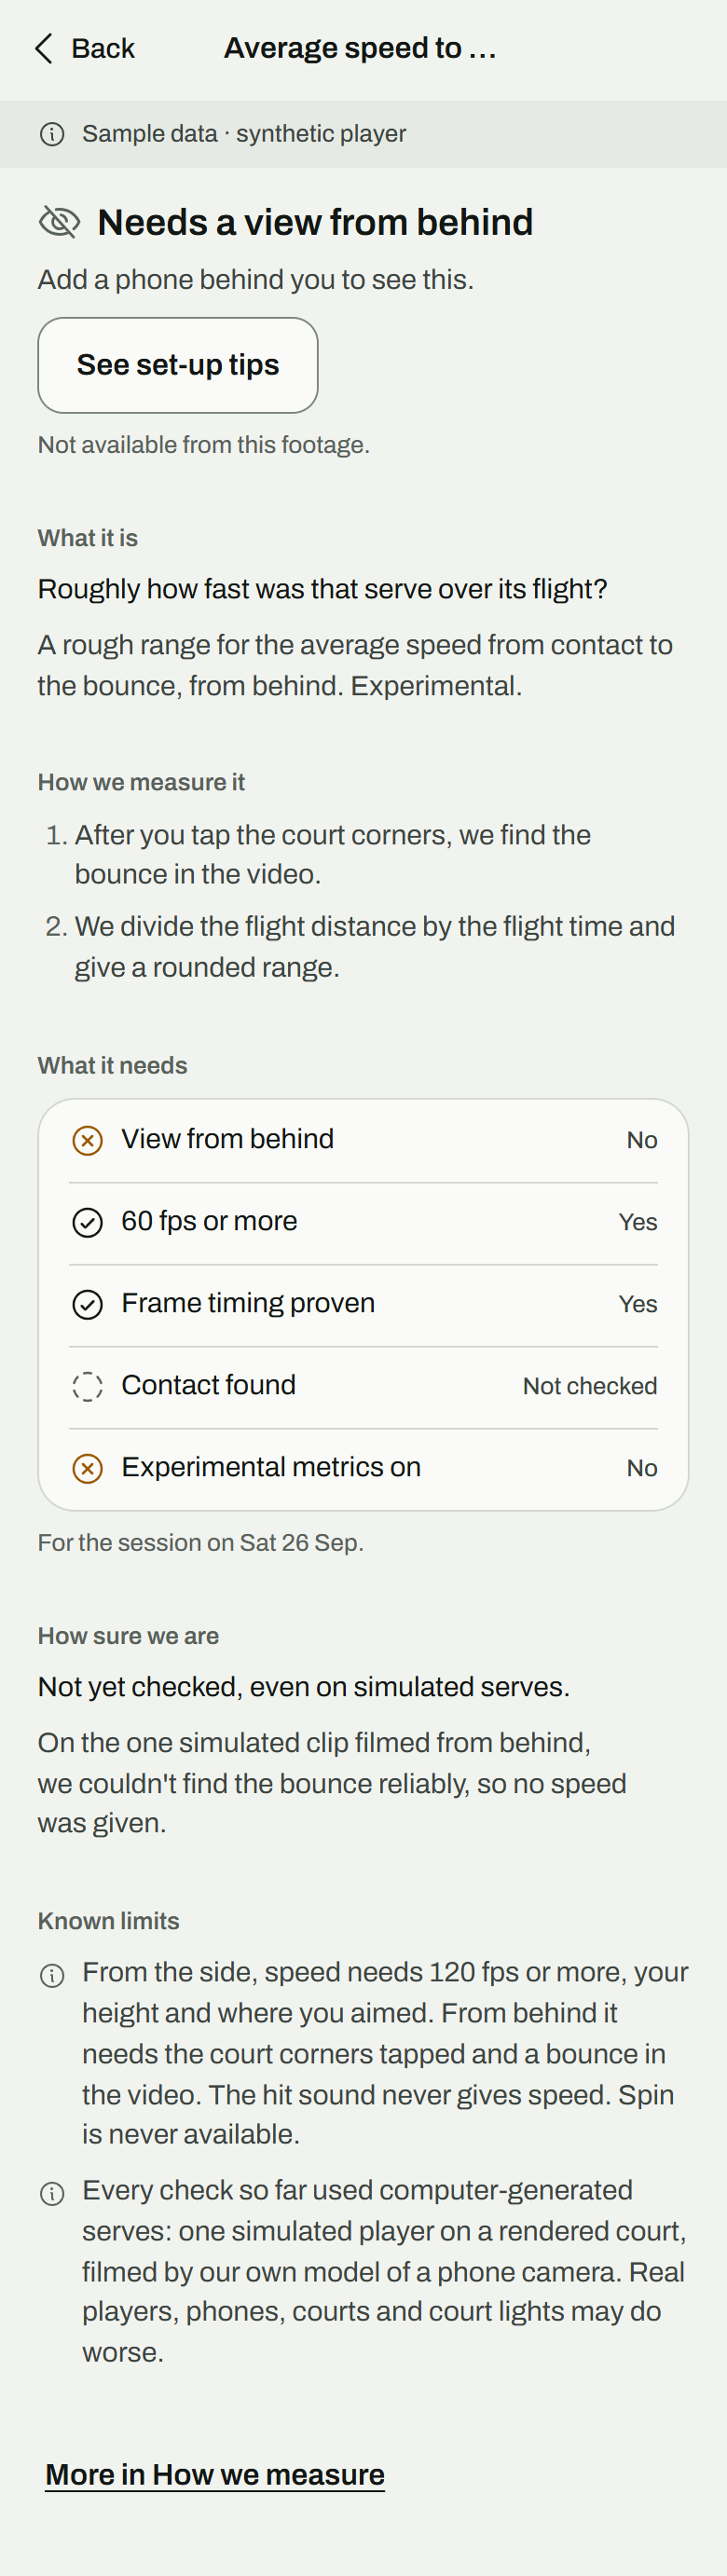 Back
Average speed to ...
Sample data · synthetic player
Needs a view from behind
Add a phone behind you to see this.
See set-up tips
Not available from this footage.
What it is
Roughly how fast was that serve over its flight?
A rough range for the average speed from contact to
the bounce, from behind. Experimental.
How we measure it
1. After you tap the court corners, we find the
bounce in the video.
2. We divide the flight distance by the flight time and
give a rounded range.
What it needs
View from behind No
60 fps or more Yes
Frame timing proven Yes
Contact found Not checked
Experimental metrics on No
For the session on Sat 26 Sep.
How sure we are
Not yet checked, even on simulated serves.
On the one simulated clip filmed from behind,
we couldn't find the bounce reliably, so no speed
was given.
Known limits
From the side, speed needs 120 fps or more, your
height and where you aimed. From behind it
needs the court corners tapped and a bounce in
the video. The hit sound never gives speed. Spin
is never available.
Every check so far used computer-generated
serves: one simulated player on a rendered court,
filmed by our own model of a phone camera. Real
players, phones, courts and court lights may do
worse.
More in How we measure